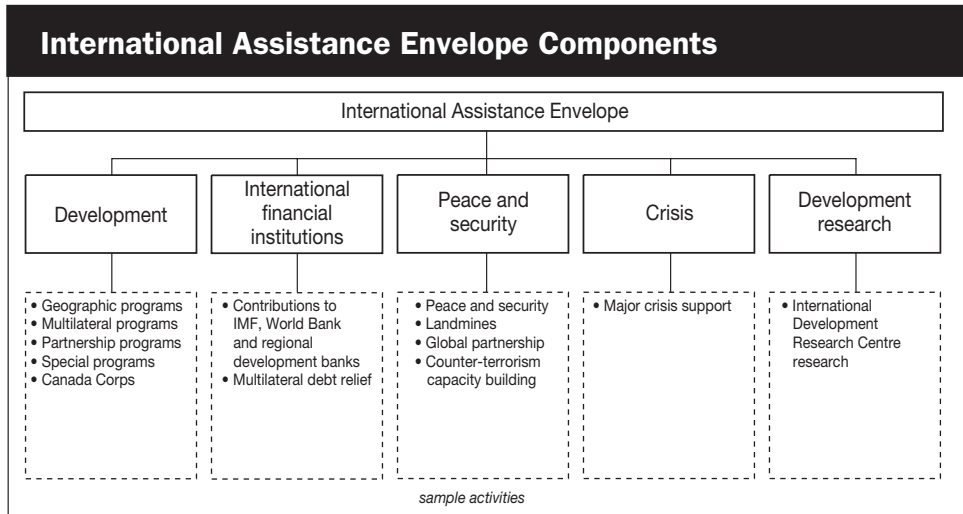 International Assistance Envelope Components
International Assistance Envelope
Development
International
financial
institutions
Peace and
security
Crisis
Development
research
• Geographic programs
• Multilateral programs
• Partnership programs
• Special programs
• Canada Corps
• Contributions to
IMF, World Bank
and regional
development banks
• Multilateral debt relief
• Peace and security
• Landmines
• Global partnership
• Counter-terrorism
capacity building
• Major crisis support
• International
Development
Research Centre
research
sample activities